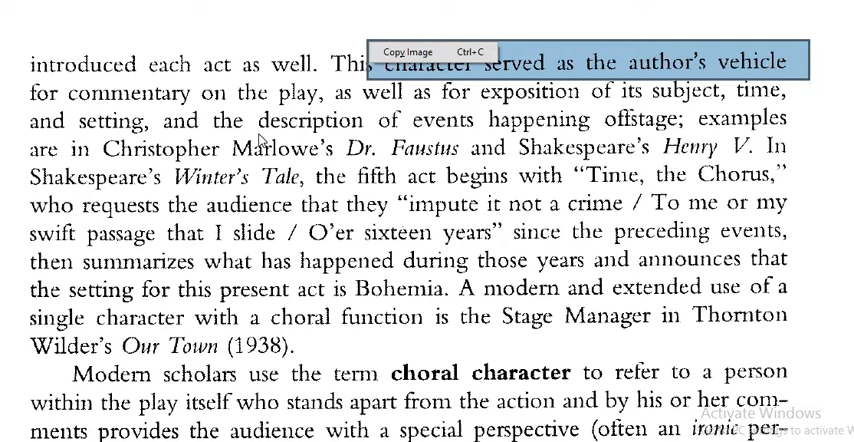 Copy Image Ctrl+C
introduced each act as well. This character served as the author's vehicle
for commentary on the play, as well as for exposition of its subject, time,
and setting, and the description of events happening offstage; examples
are in Christopher Marlowe's Dr. Faustus and Shakespeare's Henry V. In
Shakespeare's Winter's Tale, the fifth act begins with “Time, the Chorus,”
who requests the audience that they “impute it not a crime / To me or my
swift passage that I slide / O'er sixteen years” since the preceding events,
then summarizes what has happened during those years and announces that
the setting for this present act is Bohemia. A modern and extended use of a
single character with a choral function is the Stage Manager in Thornton
Wilder's Our Town (1938).
Modern scholars use the term choral character to refer to a person
within the play itself who stands apart from the action and by his or her com-
Activate Windows
ments provides the audience with a special perspective (often an ironic per-
to activate W